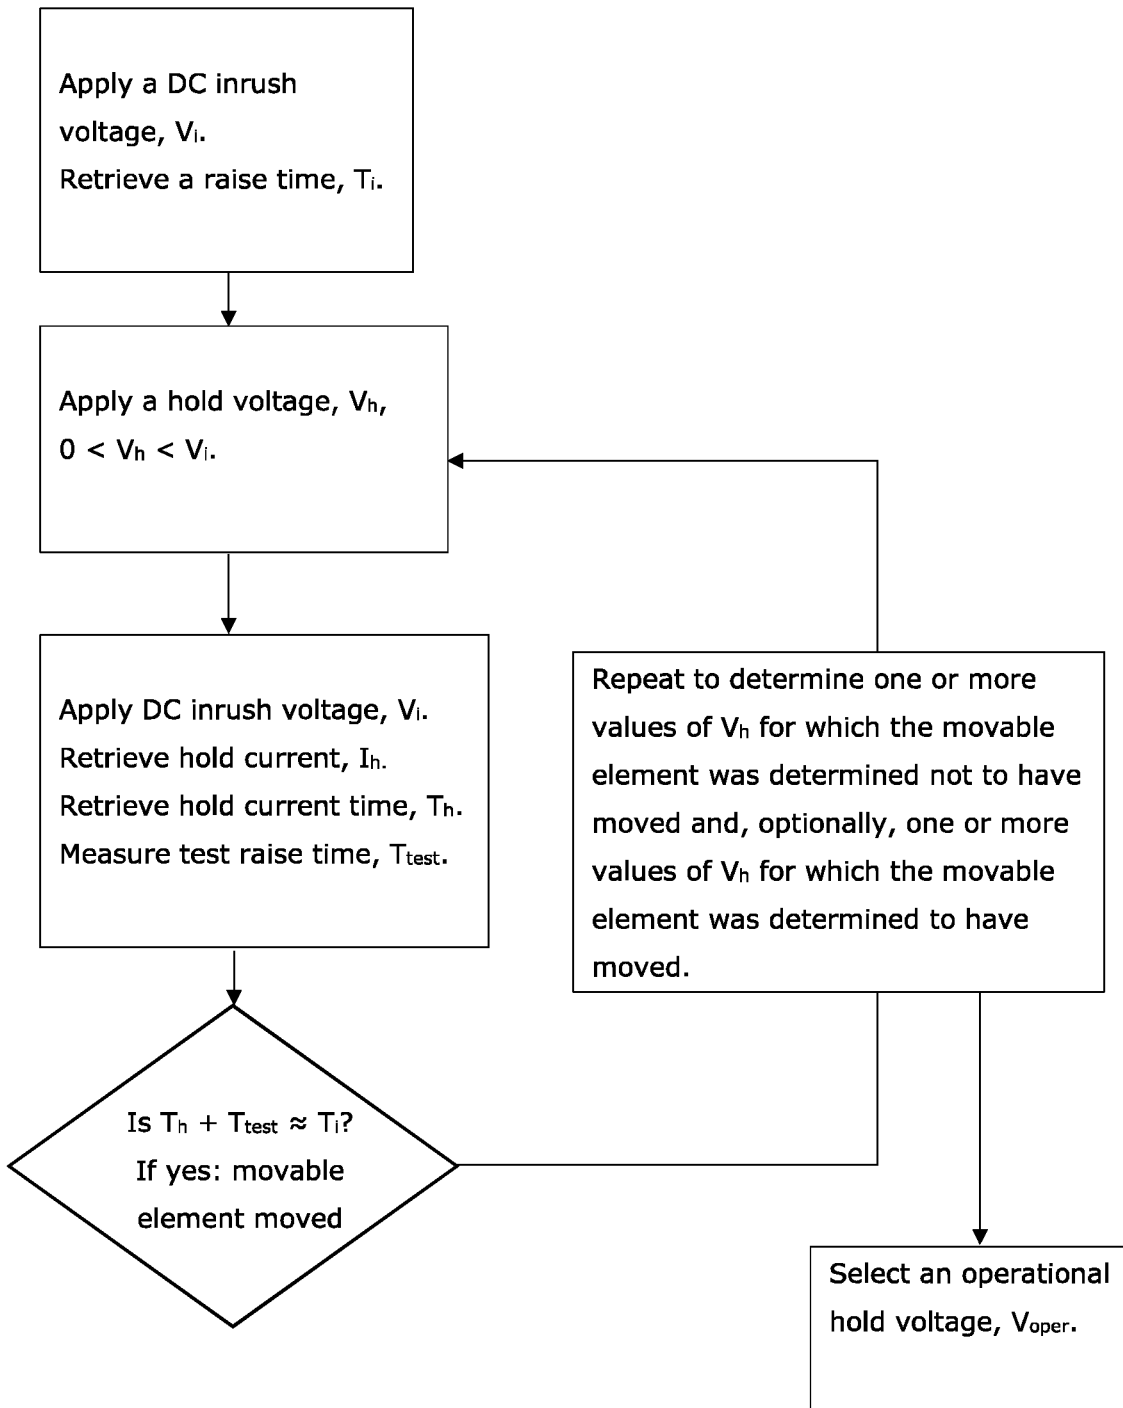 Apply a DC inrush
voltage, Vi.
Retrieve a raise time, Ti.
Apply a hold voltage, Vh,
0 < Vh < Vi.
Apply DC inrush voltage, Vi.
Retrieve hold current, Ih.
Retrieve hold current time, Th.
Measure test raise time, Ttest.
Is Th + Ttest ≈ Ti?
If yes: movable
element moved
Repeat to determine one or more
values of Vh for which the movable
element was determined not to have
moved and, optionally, one or more
values of Vh for which the movable
element was determined to have
moved.
Select an operational
hold voltage, Voper.